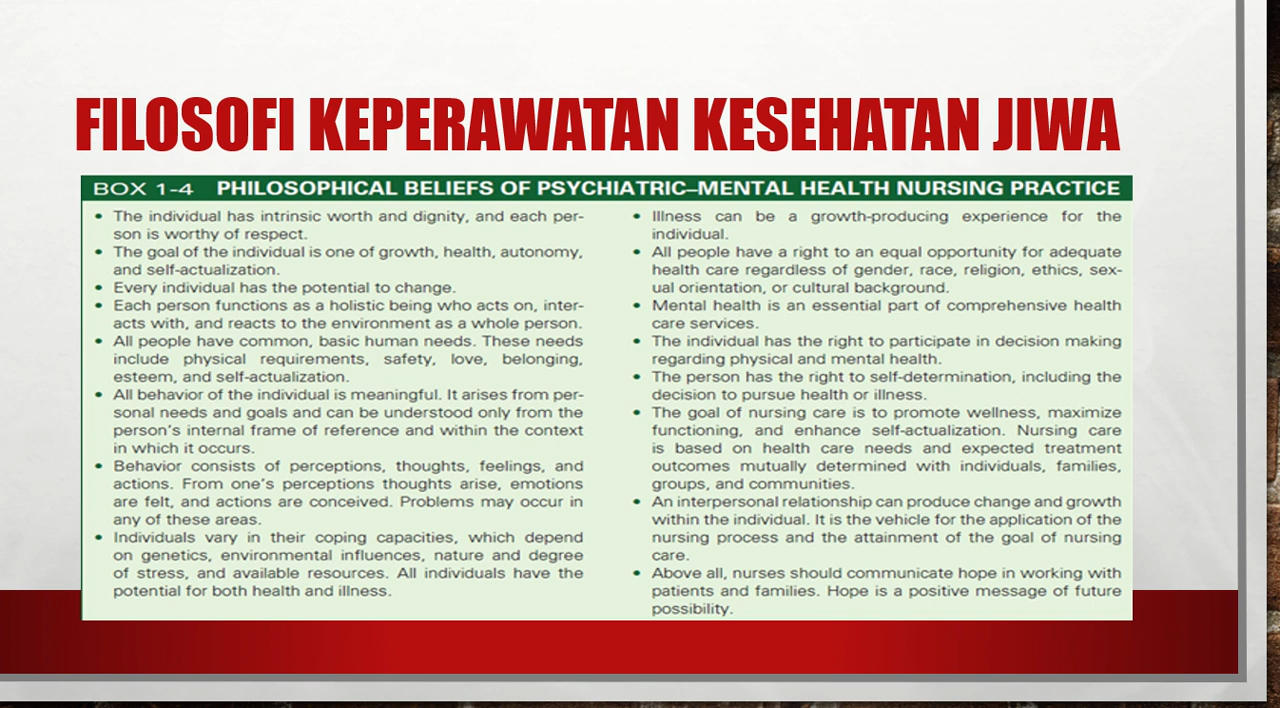 FILOSOFI KEPERAWATAN KESEHATAN JIWA
BOX 1-4 PHILOSOPHICAL BELIEFS OF PSYCHIATRIC–MENTAL HEALTH NURSING PRACTICE
• The individual has intrinsic worth and dignity, and each per-
son is worthy of respect.
• The goal of the individual is one of growth, health, autonomy,
and self-actualization.
• Every individual has the potential to change.
• Each person functions as a holistic being who acts on, inter-
acts with, and reacts to the environment as a whole person.
• All people have common, basic human needs. These needs
include physical requirements, safety, love, belonging,
esteem, and self-actualization.
• All behavior of the individual is meaningful. It arises from per-
sonal needs and goals and can be understood only from the
person's internal frame of reference and within the context
in which it occurs.
• Behavior consists of perceptions, thoughts, feelings, and
actions. From one's perceptions thoughts arise, emotions
are felt, and actions are conceived. Problems may occur in
any of these areas.
• Individuals vary in their coping capacities, which depend
on genetics, environmental influences, nature and degree
of stress, and available resources. All individuals have the
potential for both health and illness.
• Illness can be a growth-producing experience for the
individual.
• All people have a right to an equal opportunity for adequate
health care regardless of gender, race, religion, ethics, sex-
ual orientation, or cultural background.
• Mental health is an essential part of comprehensive health
care services.
• The individual has the right to participate in decision making
regarding physical and mental health.
• The person has the right to self-determination, including the
decision to pursue health or illness.
• The goal of nursing care is to promote wellness, maximize
functioning, and enhance self-actualization. Nursing care
is based on health care needs and expected treatment
outcomes mutually determined with individuals, families,
groups, and communities.
• An interpersonal relationship can produce change and growth
within the individual. It is the vehicle for the application of the
nursing process and the attainment of the goal of nursing
care.
• Above all, nurses should communicate hope in working with
patients and families. Hope is a positive message of future
possibility.